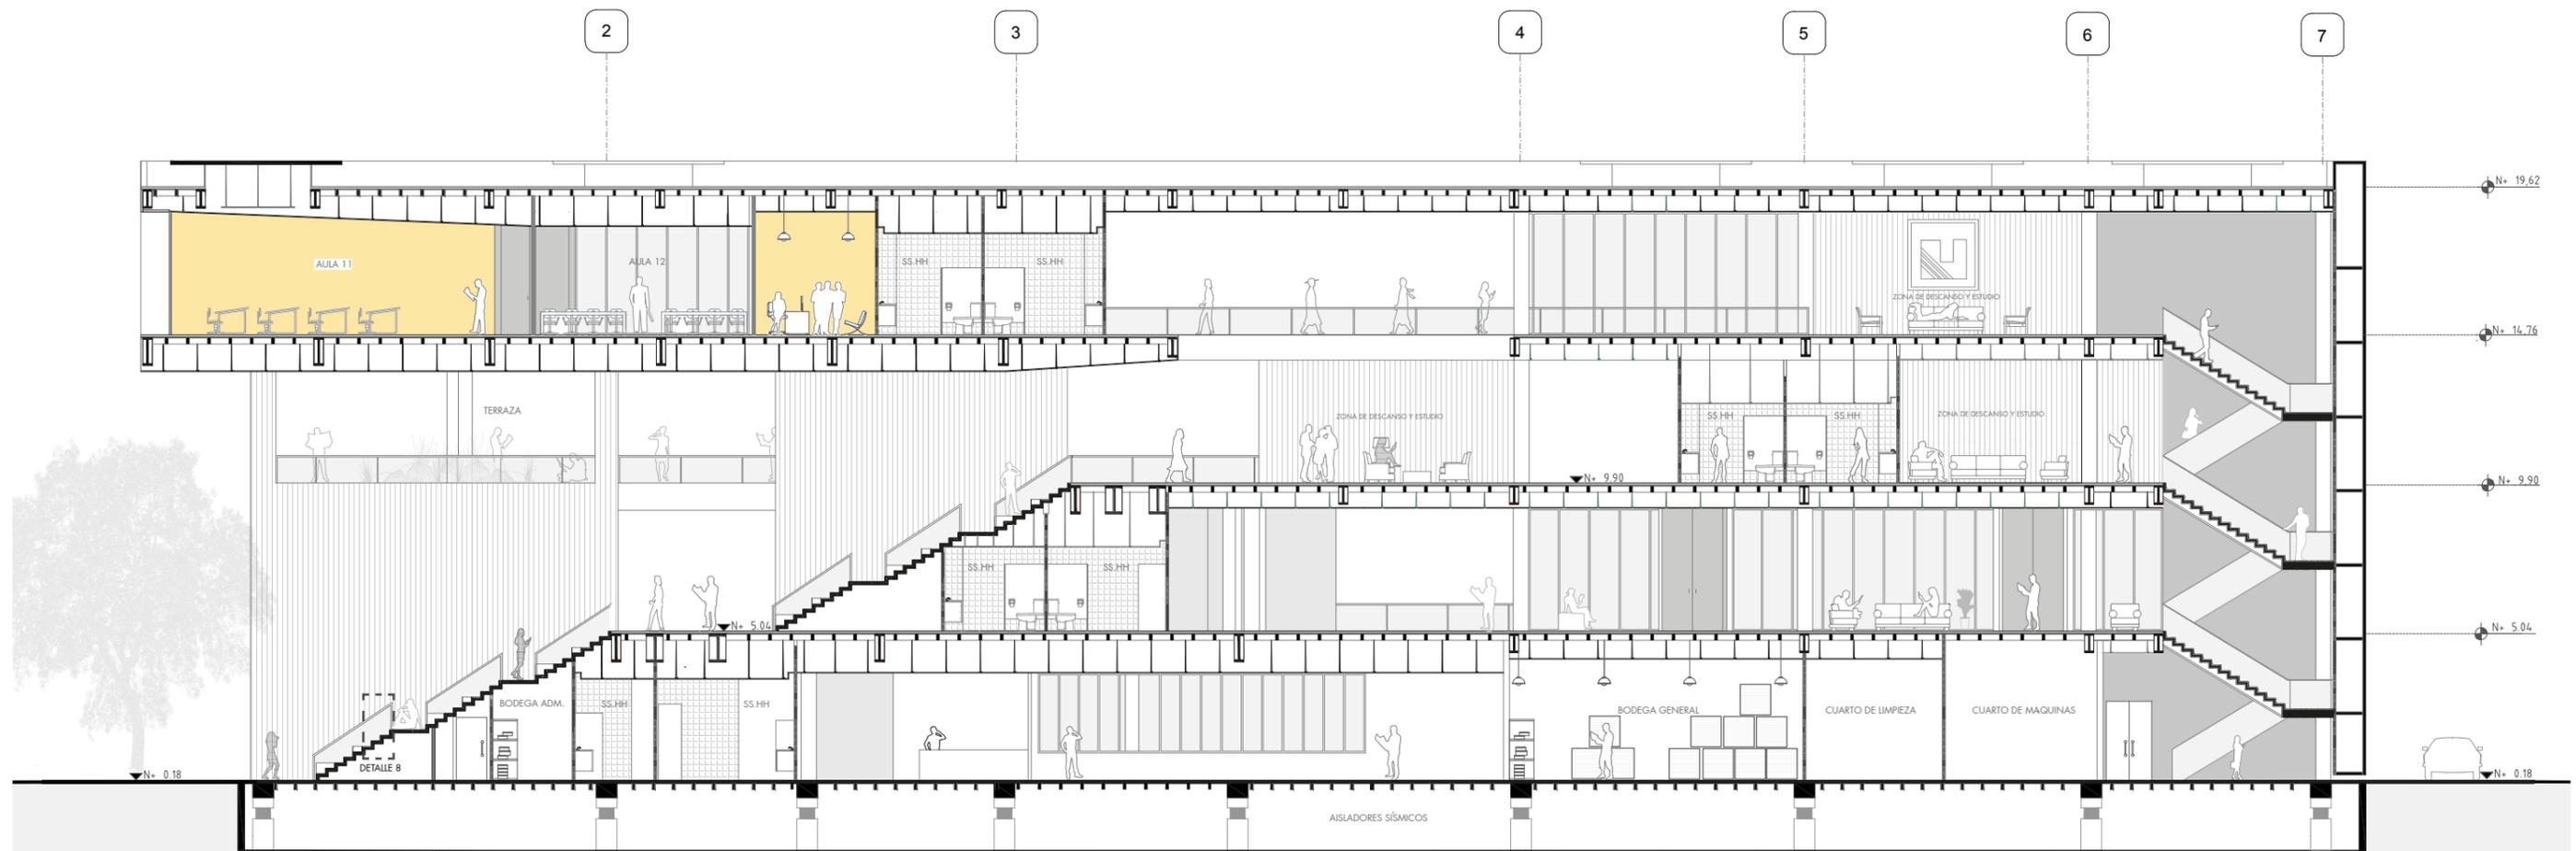 2 3 4 5 6 7
N+ 19,62
AULA 11
AULA 12
SS.HH
SS.HH
ZONA DE DESCANSO Y ESTUDIO
N+ 14.76
TERRAZA
ZONA DE DESCANSO Y ESTUDIO
SS.HH
SS.HH
ZONA DE DESCANSO Y ESTUDIO
N+ 9.90
N+ 9.90
SS.HH
SS.HH
N+ 5.04
N+ 5.04
BODEGA ADM.
SS.HH
SS.HH
BODEGA GENERAL
CUARTO DE LIMPIEZA
CUARTO DE MAQUINAS
DETALLE 8
N+ 0.18
N+ 0.18
AISLADORES SÍSMICOS